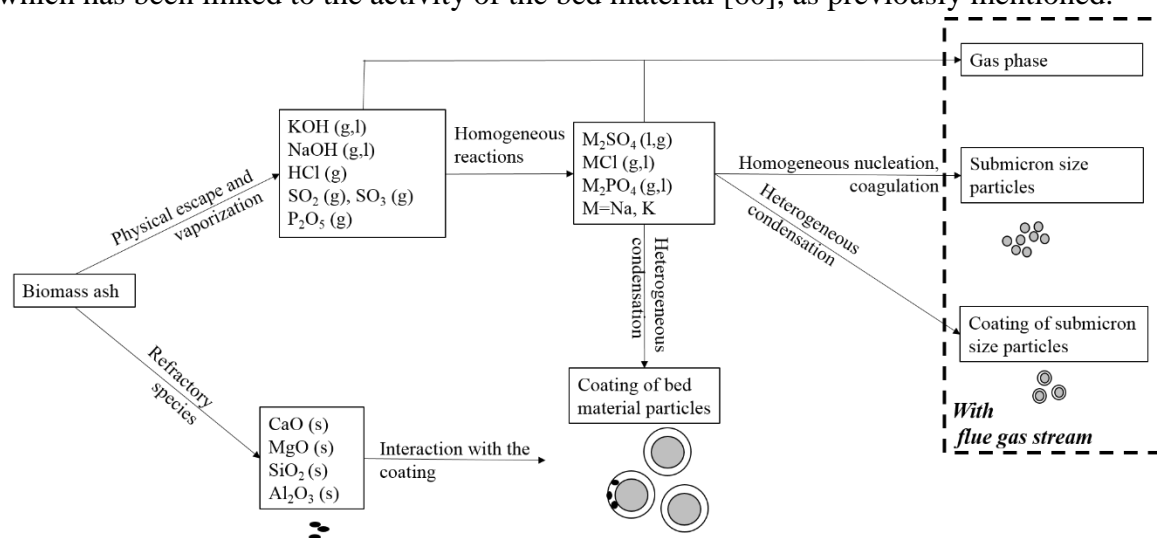 which has been linked to the activity of the bed material [60], as previously mentioned.
Gas phase
KOH (g,l)
NaOH (g,l)
HCl (g)
SO₂ (g), SO₃ (g)
P₂O₅ (g)
Homogeneous
reactions
M₂SO₄ (l,g)
MCl (g,l)
M₂PO₄ (g,l)
M=Na, K
Homogeneous nucleation,
coagulation
Submicron size
particles
Physical escape and
vaporization
Heterogeneous
condensation
Heterogeneous
condensation
Biomass ash
Coating of submicron
size particles
Refractory
species
Coating of bed
material particles
With
flue gas stream
CaO (s)
MgO (s)
SiO₂ (s)
Al₂O₃ (s)
Interaction with the
coating